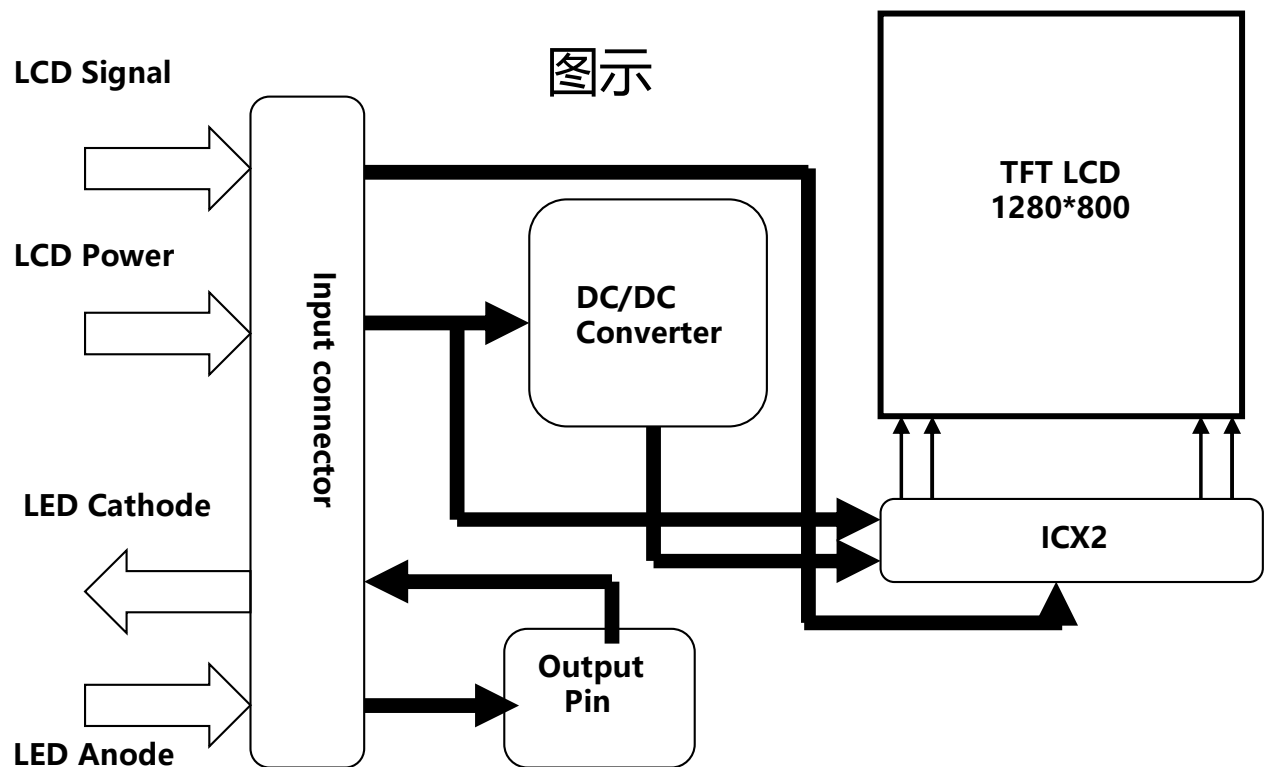 图示
LCD Signal
LCD Power
LED Cathode
LED Anode
Input connector
DC/DC
Converter
Output
Pin
TFT LCD
1280*800
ICX2